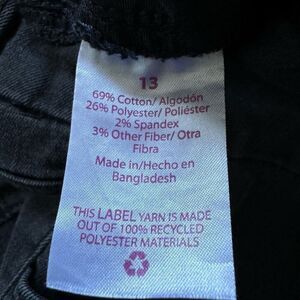 13
69% Cotton/ Algodón
26% Polyester/ Poliéster
2% Spandex
3% Other Fiber/ Otra
Fibra
Made in/Hecho en
Bangladesh
THIS LABEL YARN IS MADE
OUT OF 100% RECYCLED
POLYESTER MATERIALS